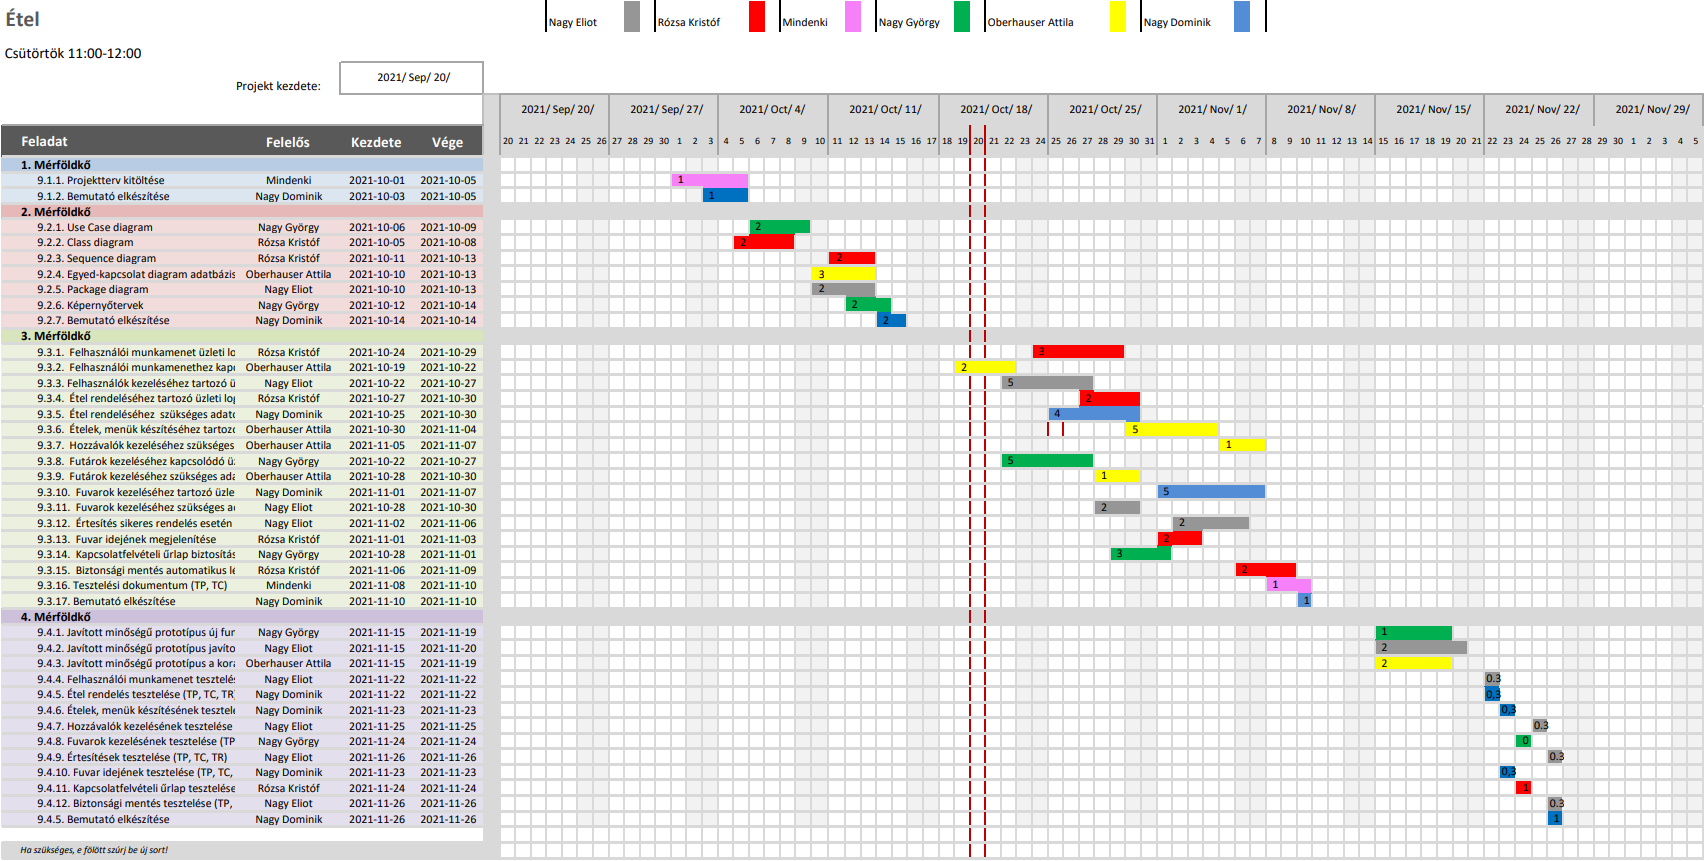 Étel
Nagy Eliot Rózsa Kristóf Mindenki Nagy György Oberhauser Attila Nagy Dominik
Csütörtök 11:00-12:00
Projekt kezdete: 2021/ Sep/ 20/
2021/ Sep/ 20/ 2021/ Sep/ 27/ 2021/ Oct/ 4/ 2021/ Oct/ 11/ 2021/ Oct/ 18/ 2021/ Oct/ 25/ 2021/ Nov/ 1/ 2021/ Nov/ 8/ 2021/ Nov/ 15/ 2021/ Nov/ 22/ 2021/ Nov/ 29/
Feladat Felelős Kezdete Vége 20 21 22 23 24 25 26 27 28 29 30 1 2 3 4 5 6 7 8 9 10 11 12 13 14 15 16 17 18 19 20 21 22 23 24 25 26 27 28 29 30 31 1 2 3 4 5 6 7 8 9 10 11 12 13 14 15 16 17 18 19 20 21 22 23 24 25 26 27 28 29 30 1 2 3 4 5
1. Mérföldkő
9.1.1. Projektterv kitöltése Mindenki 2021-10-01 2021-10-05 1
9.1.2. Bemutató elkészítése Nagy Dominik 2021-10-03 2021-10-05 1
2. Mérföldkő
9.2.1. Use Case diagram Nagy György 2021-10-06 2021-10-09 2
9.2.2. Class diagram Rózsa Kristóf 2021-10-05 2021-10-08 2
9.2.3. Sequence diagram Rózsa Kristóf 2021-10-11 2021-10-13 2
9.2.4. Egyed-kapcsolat diagram adatbázis Oberhauser Attila 2021-10-10 2021-10-13 3
9.2.5. Package diagram Nagy Eliot 2021-10-10 2021-10-13 2
9.2.6. Képernyőtervek Nagy György 2021-10-12 2021-10-14 2
9.2.7. Bemutató elkészítése Nagy Dominik 2021-10-14 2021-10-14 2
3. Mérföldkő
9.3.1. Felhasználói munkamenet üzleti lo Rózsa Kristóf 2021-10-24 2021-10-29 3
9.3.2. Felhasználói munkamenethez kap Oberhauser Attila 2021-10-19 2021-10-22 2
9.3.3. Felhasználók kezeléséhez tartozó ü Nagy Eliot 2021-10-22 2021-10-27 5
9.3.4. Étel rendeléséhez tartozó üzleti log Rózsa Kristóf 2021-10-27 2021-10-30 2
9.3.5. Étel rendeléséhez szükséges adato Nagy Dominik 2021-10-25 2021-10-30 4
9.3.6. Ételek, menük készítéséhez tartozo Oberhauser Attila 2021-10-30 2021-11-04 5
9.3.7. Hozzávalók kezeléséhez szükséges Oberhauser Attila 2021-11-05 2021-11-07 1
9.3.8. Futárok kezeléséhez kapcsolódó ü Nagy György 2021-10-22 2021-10-27 5
9.3.9. Futárok kezeléséhez szükséges ada Oberhauser Attila 2021-10-28 2021-10-30 1
9.3.10. Fuvarok kezeléséhez tartozó üzle Nagy Dominik 2021-11-01 2021-11-07 5
9.3.11. Fuvarok kezeléséhez szükséges a Nagy Eliot 2021-10-28 2021-10-30 2
9.3.12. Értesítés sikeres rendelés esetén Nagy Eliot 2021-11-02 2021-11-06 2
9.3.13. Fuvar idejének megjelenítése Rózsa Kristóf 2021-11-01 2021-11-03 2
9.3.14. Kapcsolatfelvételi űrlap biztosítás Nagy György 2021-10-28 2021-11-01 3
9.3.15. Biztonsági mentés automatikus lé Rózsa Kristóf 2021-11-06 2021-11-09 2
9.3.16. Tesztelési dokumentum (TP, TC) Mindenki 2021-11-08 2021-11-10 1
9.3.17. Bemutató elkészítése Nagy Dominik 2021-11-10 2021-11-10 1
4. Mérföldkő
9.4.1. Javított minőségű prototípus új fun Nagy György 2021-11-15 2021-11-19 1
9.4.2. Javított minőségű prototípus javíto Nagy Eliot 2021-11-15 2021-11-20 2
9.4.3. Javított minőségű prototípus a kora Oberhauser Attila 2021-11-15 2021-11-19 2
9.4.4. Felhasználói munkamenet tesztelés Nagy Eliot 2021-11-22 2021-11-22 0.3
9.4.5. Étel rendelés tesztelése (TP, TC, TR) Nagy Dominik 2021-11-22 2021-11-22 0,3
9.4.6. Ételek, menük készítésének tesztele Nagy Dominik 2021-11-23 2021-11-23 0,3
9.4.7. Hozzávalók kezelésének tesztelése Nagy Eliot 2021-11-25 2021-11-25 0.3
9.4.8. Fuvarok kezelésének tesztelése (TP Nagy György 2021-11-24 2021-11-24 0
9.4.9. Értesítések tesztelése (TP, TC, TR) Nagy Eliot 2021-11-26 2021-11-26 0.3
9.4.10. Fuvar idejének tesztelése (TP, TC, Nagy Dominik 2021-11-23 2021-11-23 0,3
9.4.11. Kapcsolatfelvételi űrlap tesztelése Rózsa Kristóf 2021-11-24 2021-11-24 1
9.4.12. Biztonsági mentés tesztelése (TP, Nagy Eliot 2021-11-26 2021-11-26 0.3
9.4.5. Bemutató elkészítése Nagy Dominik 2021-11-26 2021-11-26 1
Ha szükséges, e fölött szúrj be új sort!